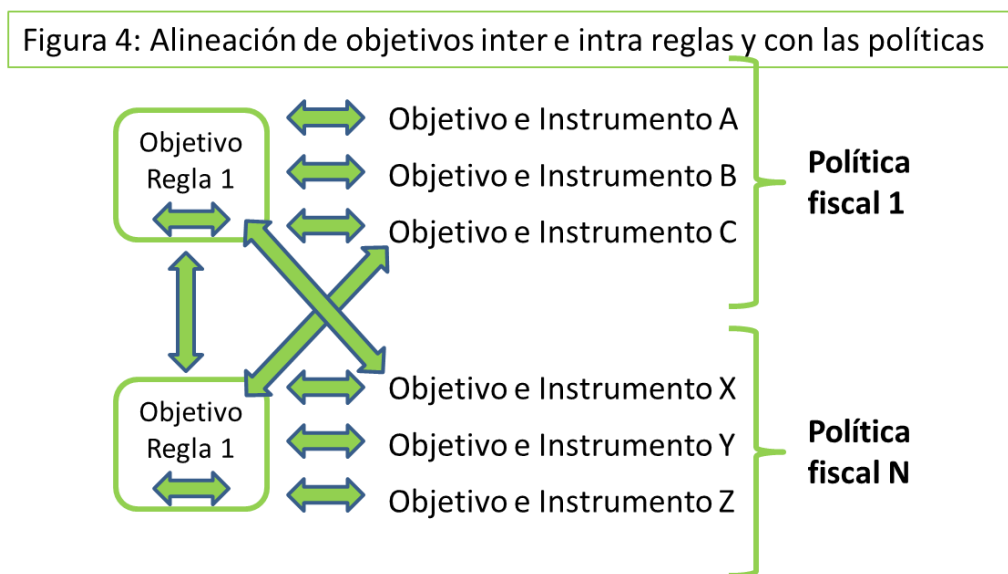 Figura 4: Alineación de objetivos inter e intra reglas y con las políticas
Objetivo
Regla 1
Objetivo e Instrumento A
Objetivo e Instrumento B
Objetivo e Instrumento C
Política
fiscal 1
Objetivo
Regla 1
Objetivo e Instrumento X
Objetivo e Instrumento Y
Objetivo e Instrumento Z
Política
fiscal N